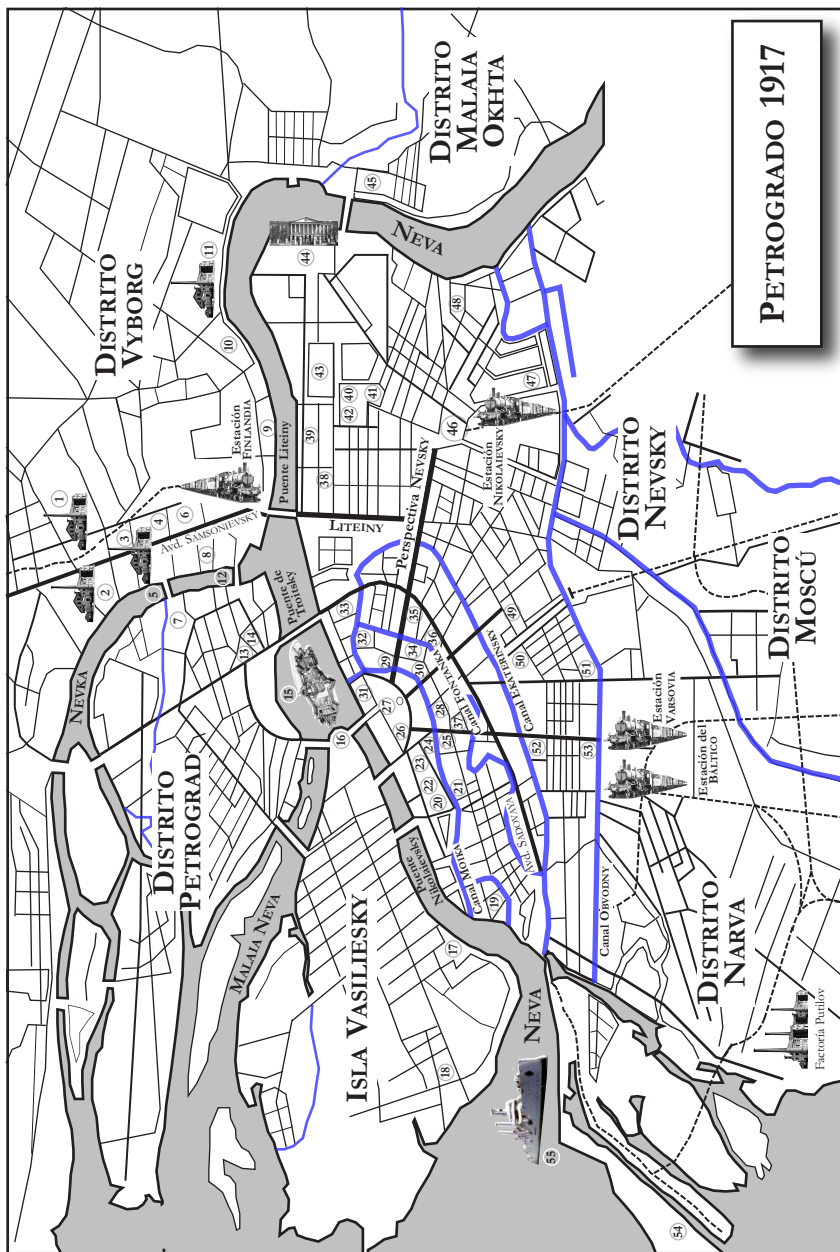 PETROGRADO 1917
DISTRITO
VYBORG
DISTRITO
MALAIA
OKHTA
DISTRITO
PETROGRAD
ISLA VASILIESKY
DISTRITO
NARVA
DISTRITO
MOSCÚ
DISTRITO
NEVSKY
NEVKA
MALAIA NEVA
NEVA
NEVA
Avd. SAMSONIEVSKY
Estación
FINLANDIA
Puente Liteiny
LITEINY
Puente de
Troitsky
Perspectiva NEVSKY
Estación
NIKOLAIEVSKY
Puente
Nikolaievsky
Canal MOIKA
Avd. SADOVAYA
Canal FONTANKA
Canal EKATERINSKY
Canal OBVODNY
Estación
VARSOVIA
Estación del
BÁLTICO
Factoría Putilov
1
2
3
4
5
6
7
8
9
10
11
12
13
14
15
16
17
18
19
20
21
22
23
24
25
26
27
28
29
30
31
32
33
34
35
36
37
38
39
40
41
42
43
44
45
46
47
48
49
50
51
52
53
54
55